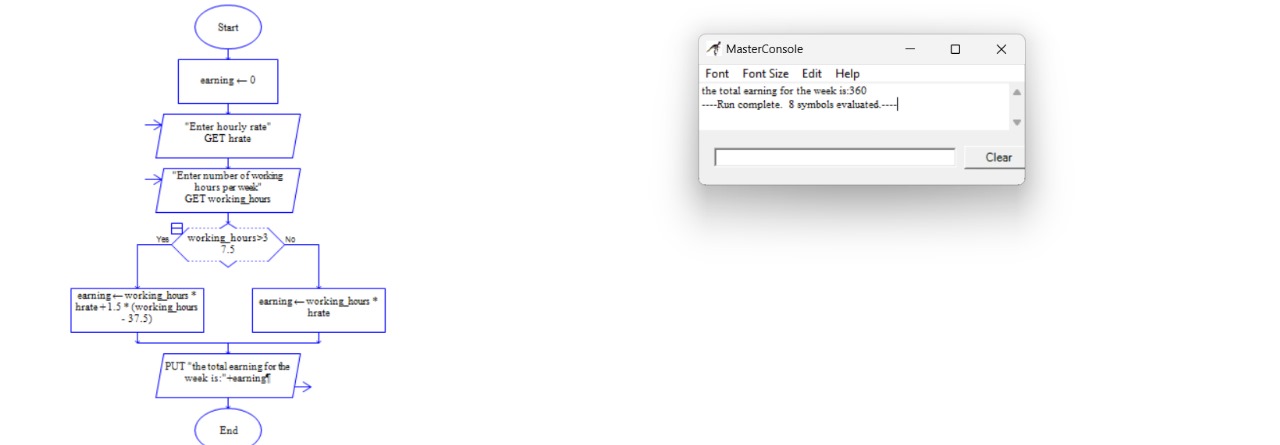 Start
earning ← 0
"Enter hourly rate"
GET hrate
"Enter number of working
hours per week"
GET working_hours
Yes
working_hours>3
7.5
No
earning ← working_hours *
hrate + 1.5 * (working_hours
- 37.5)
earning ← working_hours *
hrate
PUT "the total earning for the
week is:"+earning¶
End
MasterConsole
Font Font Size Edit Help
the total earning for the week is:360
----Run complete. 8 symbols evaluated.----
Clear